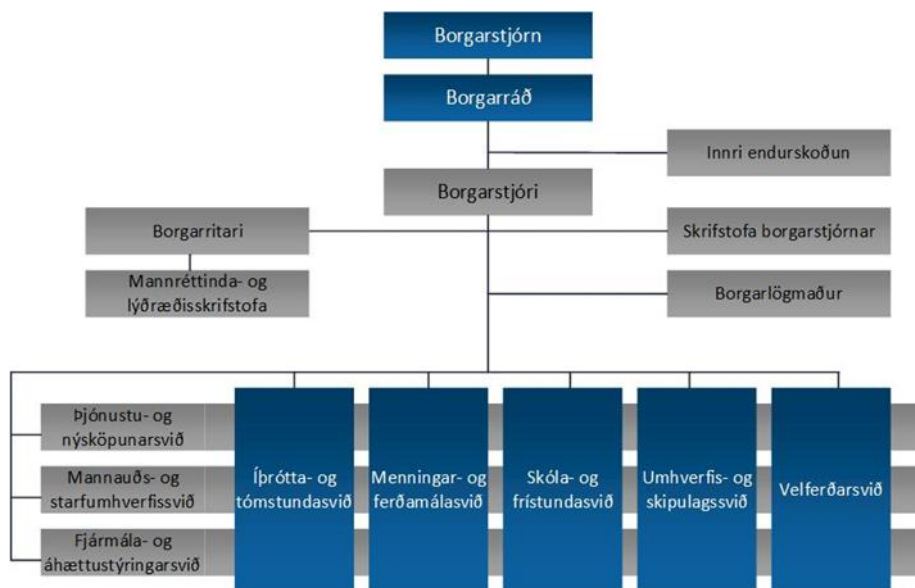 Borgarstjórn
Borgarráð
Innri endurskoðun
Borgarstjóri
Borgarritari
Skrifstofa borgarstjórnar
Mannréttinda- og
lýðræðisskrifstofa
Borgarlögmaður
Þjónustu- og
nýsköpunarsvið
Mannauðs- og
starfumhverfissvið
Fjármála- og
áhættustýringarsvið
Íþrótta- og
tómstundasvið
Menningar- og
ferðamálasvið
Skóla- og
frístundasvið
Umhverfis- og
skipulagssvið
Velferðarsvið